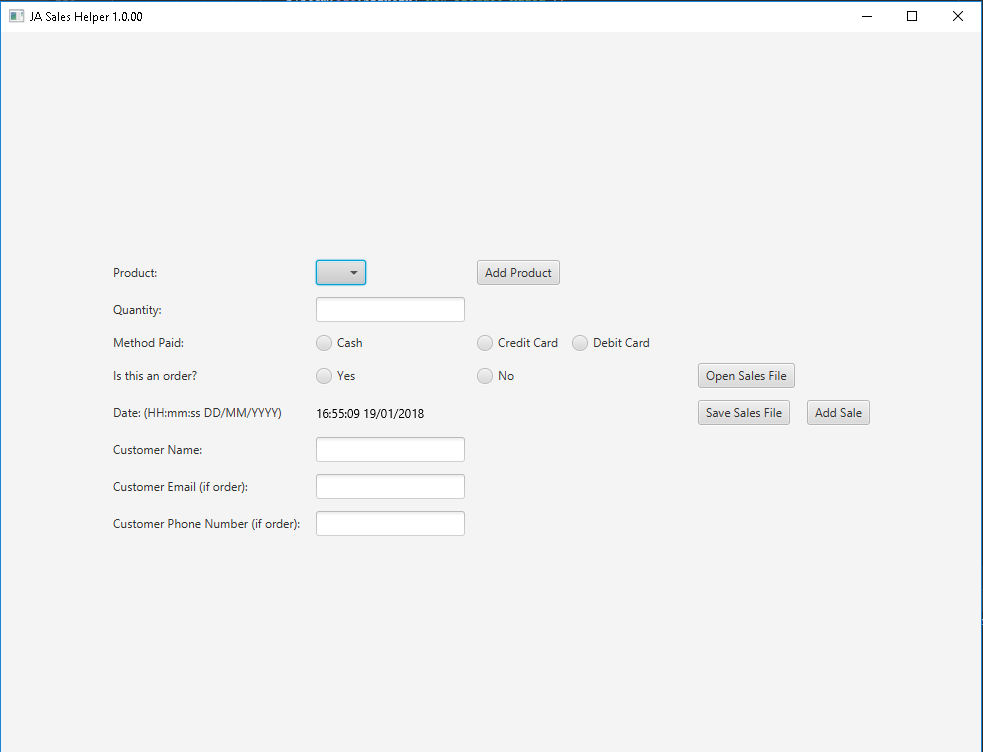 JA Sales Helper 1.0.00
Product: Add Product
Quantity:
Method Paid: Cash Credit Card Debit Card
Is this an order? Yes No Open Sales File
Date: (HH:mm:ss DD/MM/YYYY) 16:55:09 19/01/2018 Save Sales File Add Sale
Customer Name:
Customer Email (if order):
Customer Phone Number (if order):